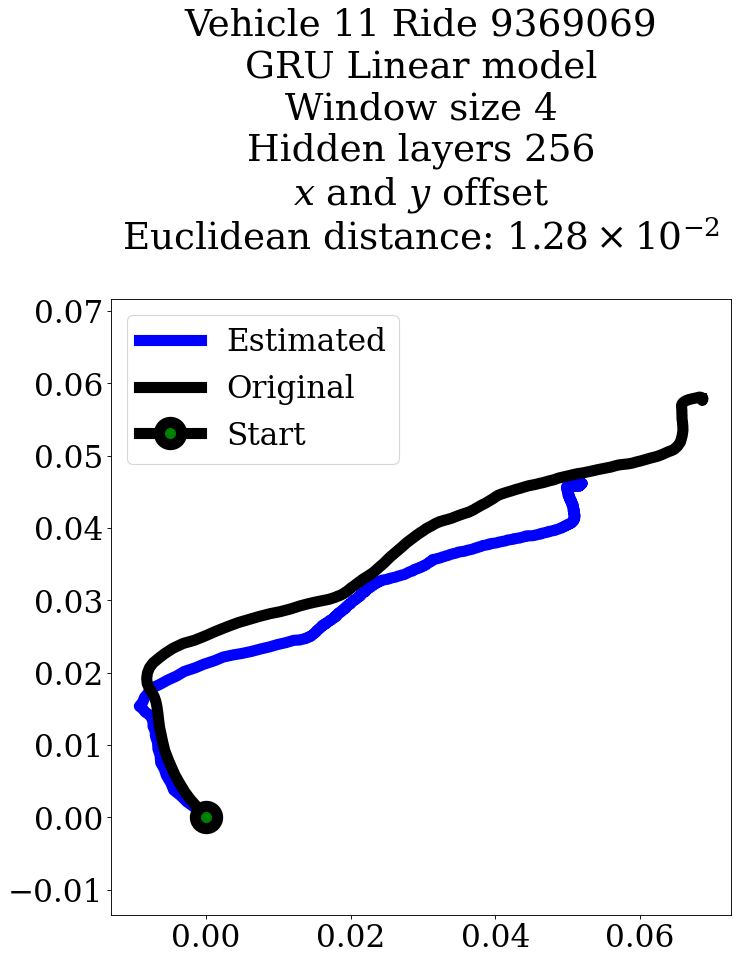 Vehicle 11 Ride 9369069
GRU Linear model
Window size 4
Hidden layers 256
x and y offset
Euclidean distance: 1.28 × 10⁻²
0.07
0.06
0.05
0.04
0.03
0.02
0.01
0.00
−0.01
Estimated
Original
Start
0.00 0.02 0.04 0.06